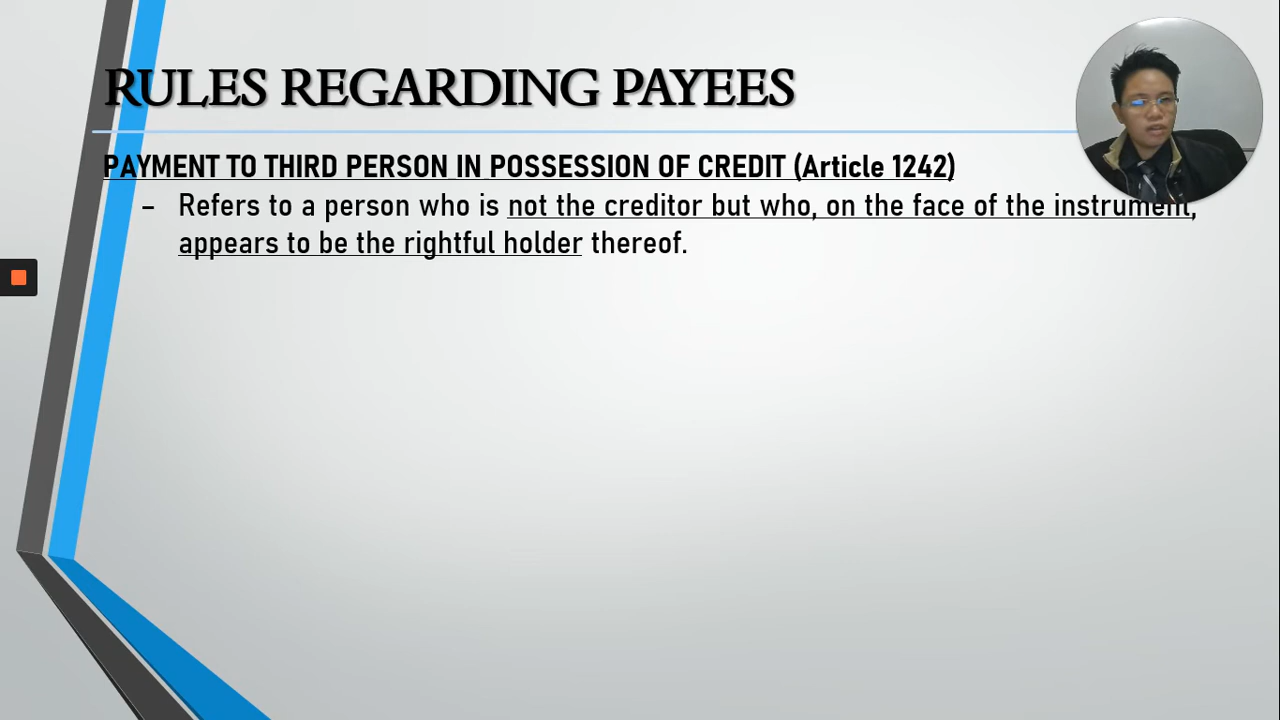 RULES REGARDING PAYEES
PAYMENT TO THIRD PERSON IN POSSESSION OF CREDIT (Article 1242)
– Refers to a person who is not the creditor but who, on the face of the instrument,
appears to be the rightful holder thereof.